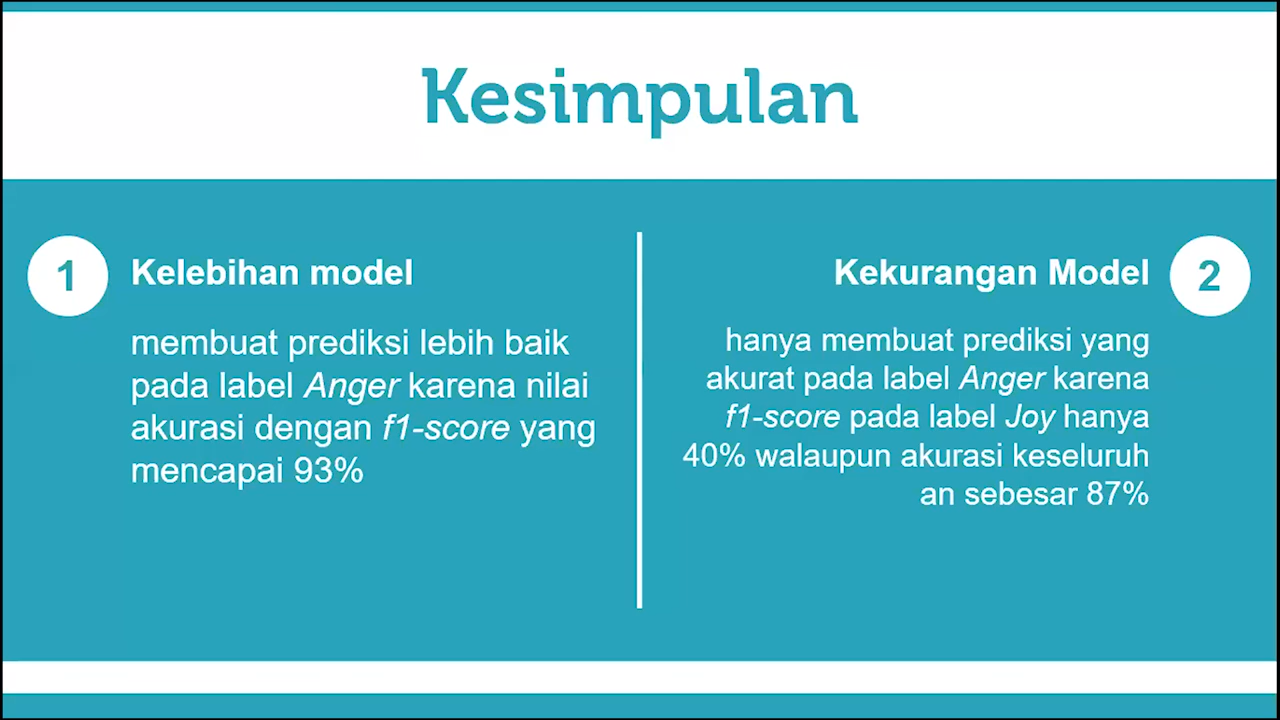 Kesimpulan
1
Kelebihan model
membuat prediksi lebih baik
pada label Anger karena nilai
akurasi dengan f1-score yang
mencapai 93%
Kekurangan Model
2
hanya membuat prediksi yang
akurat pada label Anger karena
f1-score pada label Joy hanya
40% walaupun akurasi keseluruh
an sebesar 87%